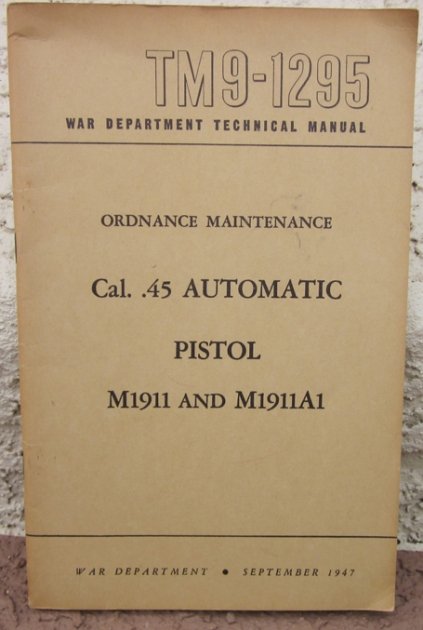 TM9-1295
WAR DEPARTMENT TECHNICAL MANUAL
ORDNANCE MAINTENANCE
Cal. .45 AUTOMATIC
PISTOL
M1911 AND M1911A1
WAR DEPARTMENT • SEPTEMBER 1947